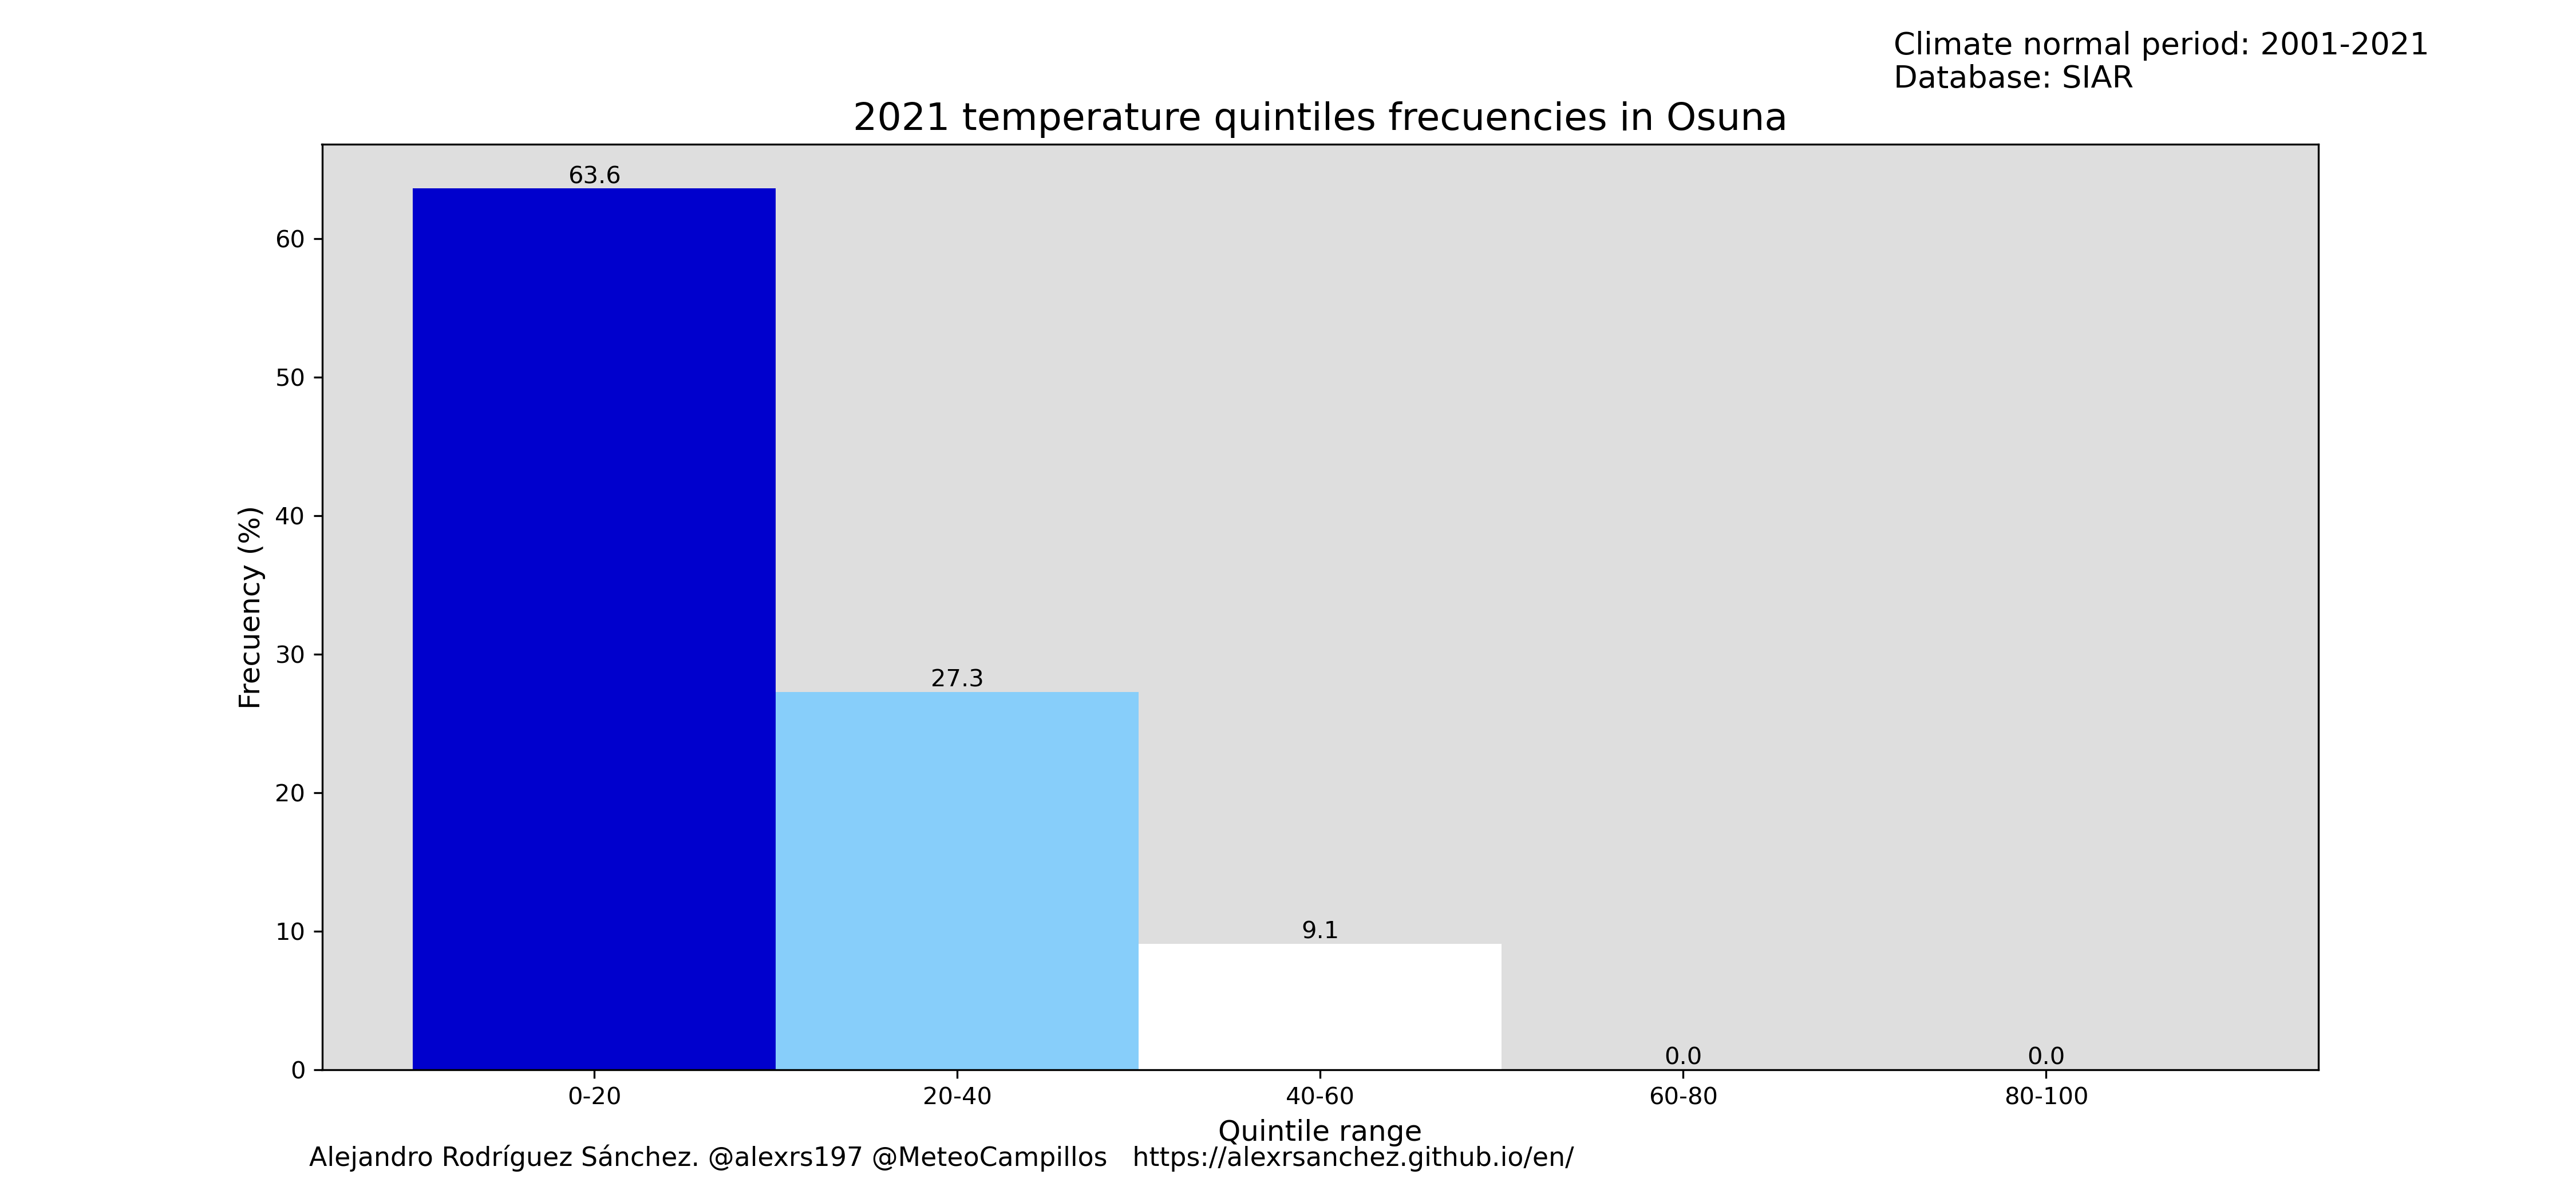 Climate normal period: 2001-2021
Database: SIAR
2021 temperature quintiles frecuencies in Osuna
63.6
60
50
Frecuency (%)
40
30
27.3
20
10
9.1
0
0.0
0.0
0-20
20-40
40-60
60-80
80-100
Quintile range
Alejandro Rodríguez Sánchez. @alexrs197 @MeteoCampillos https://alexrsanchez.github.io/en/